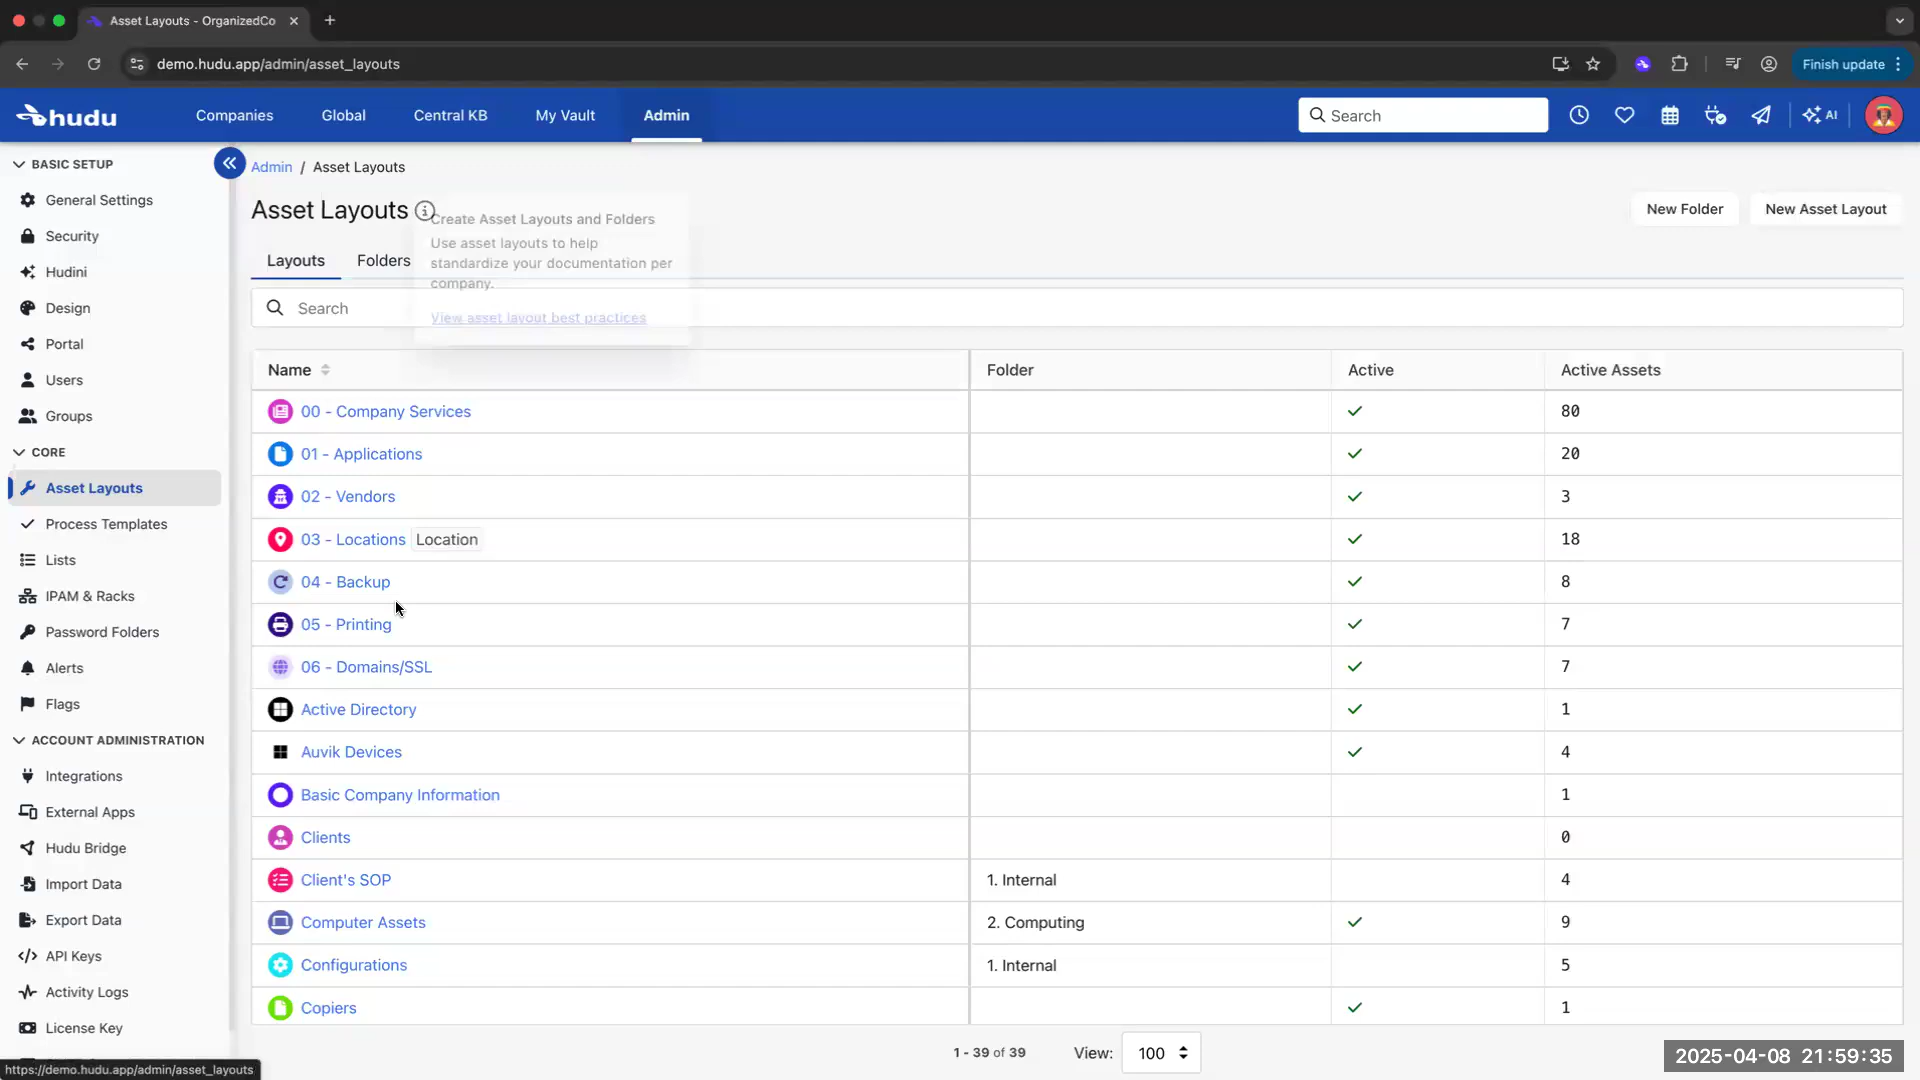 Asset Layouts - OrganizedCo
demo.hudu.app/admin/asset_layouts
Finish update
hudu
Companies
Global
Central KB
My Vault
Admin
Search
AI
BASIC SETUP
General Settings
Security
Hudini
Design
Portal
Users
Groups
CORE
Asset Layouts
Process Templates
Lists
IPAM & Racks
Password Folders
Alerts
Flags
ACCOUNT ADMINISTRATION
Integrations
External Apps
Hudu Bridge
Import Data
Export Data
API Keys
Activity Logs
License Key
https://demo.hudu.app/admin/asset_layouts
Admin / Asset Layouts
Asset Layouts
New Folder
New Asset Layout
Create Asset Layouts and Folders
Use asset layouts to help
standardize your documentation per
company.
View asset layout best practices
Layouts
Folders
Search
Name Folder Active Active Assets
00 - Company Services 80
01 - Applications 20
02 - Vendors 3
03 - Locations Location 18
04 - Backup 8
05 - Printing 7
06 - Domains/SSL 7
Active Directory 1
Auvik Devices 4
Basic Company Information 1
Clients 0
Client's SOP 1. Internal 4
Computer Assets 2. Computing 9
Configurations 1. Internal 5
Copiers 1
1 - 39 of 39 View: 100
2025-04-08 21:59:35